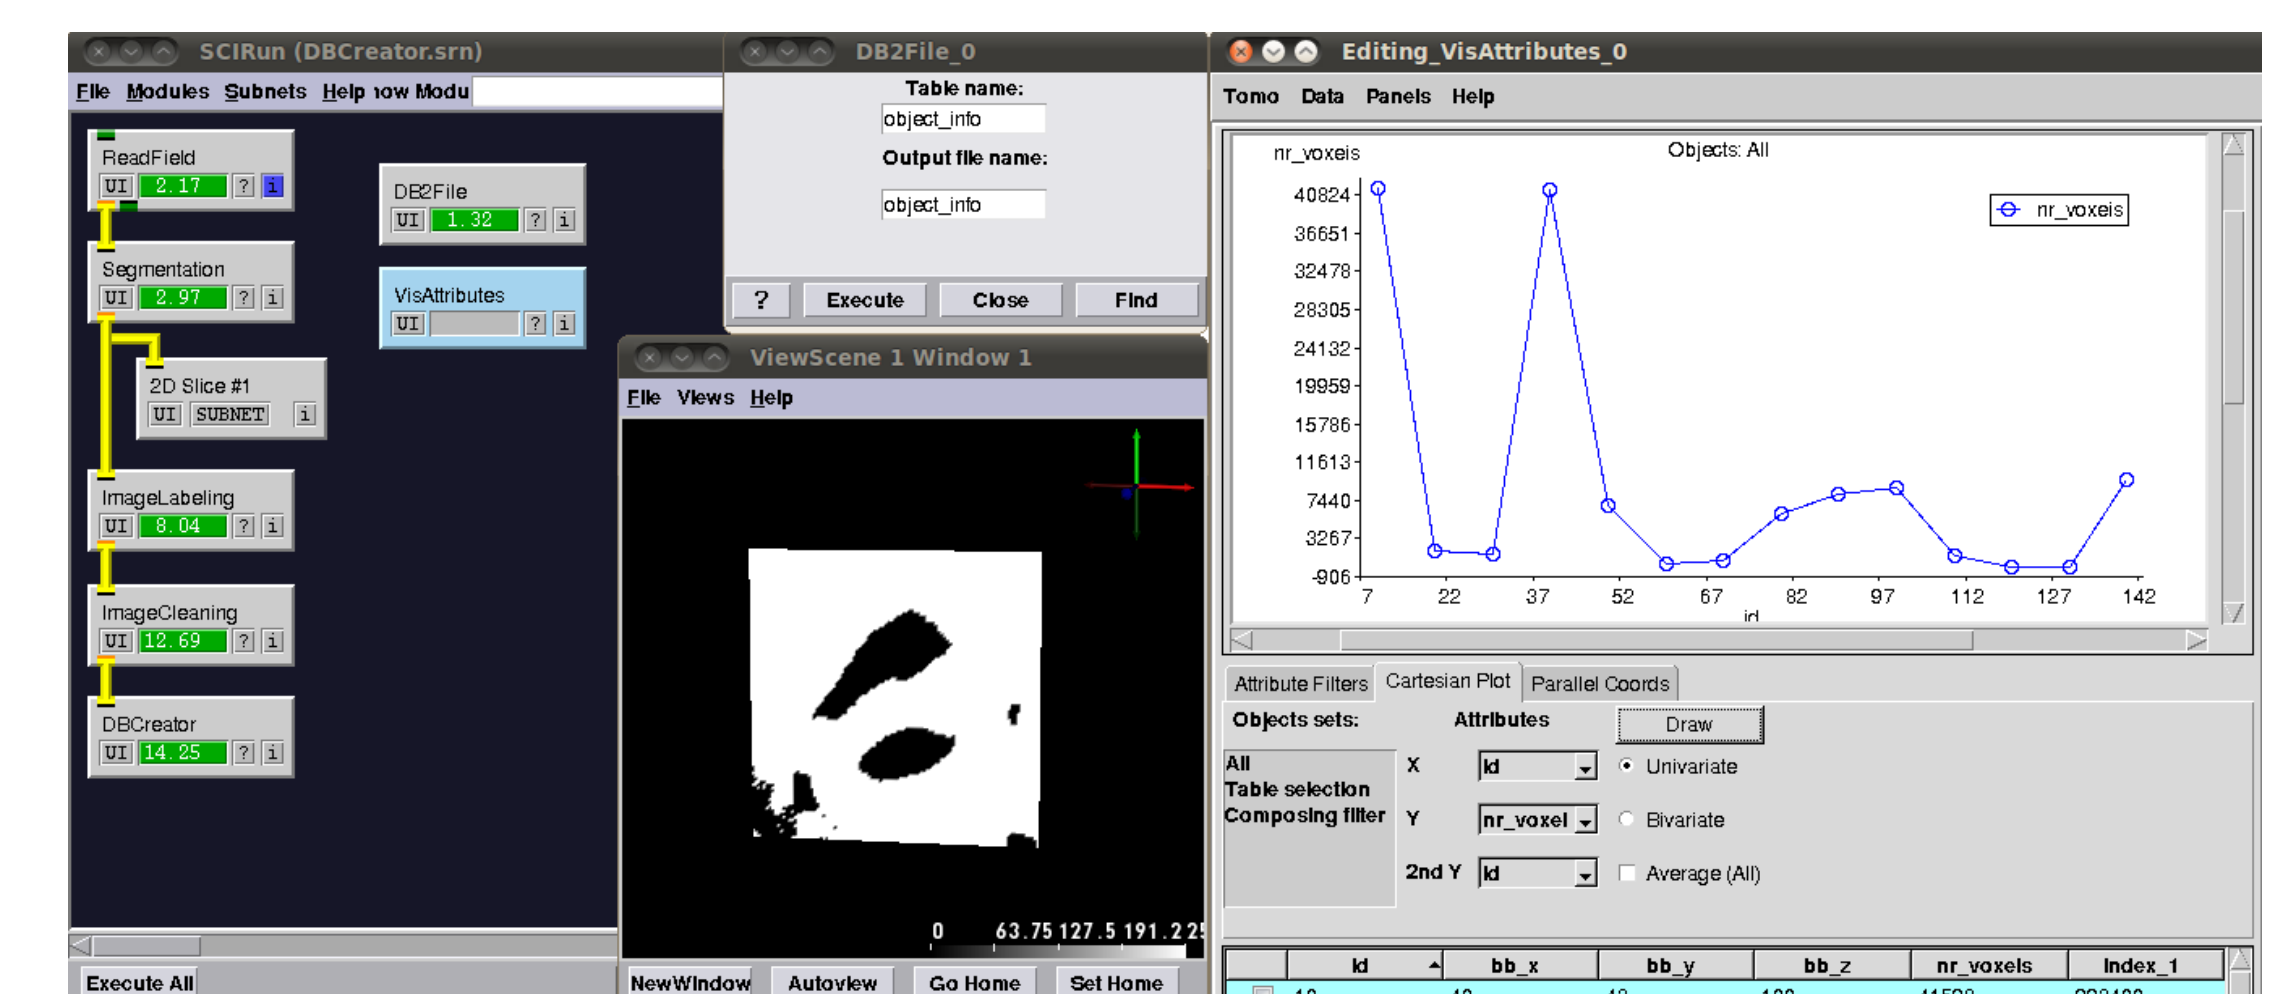 SCIRun (DBCreator.srn)
File Modules Subnets Help how Modu
ReadField
UI 2.17 ? i
Segmentation
UI 2.97 ? i
2D Slice #1
UI SUBNET i
ImageLabeling
UI 8.04 ? i
ImageCleaning
UI 12.69 ? i
DBCreator
UI 14.25 ? i
DB2File
UI 1.32 ? i
VisAttributes
UI ? i
Execute All
DB2File_0
Table name:
object_info
Output file name:
object_info
? Execute Close Find
ViewScene 1 Window 1
File Views Help
0 63.75 127.5 191.2 25
NewWindow Autoview Go Home Set Home
Editing_VisAttributes_0
Tomo Data Panels Help
nr_voxels
Objects: All
nr_voxels
40824
36651
32478
28305
24132
19959
15786
11613
7440
3267
-906
7 22 37 52 67 82 97 112 127 142
id
Attribute Filters Cartesian Plot Parallel Coords
Objects sets: Attributes Draw
All
Table selection
Composing filter
X id Univariate
Y nr_voxel Bivariate
2nd Y id Average (All)
id bb_x bb_y bb_z nr_voxels index_1